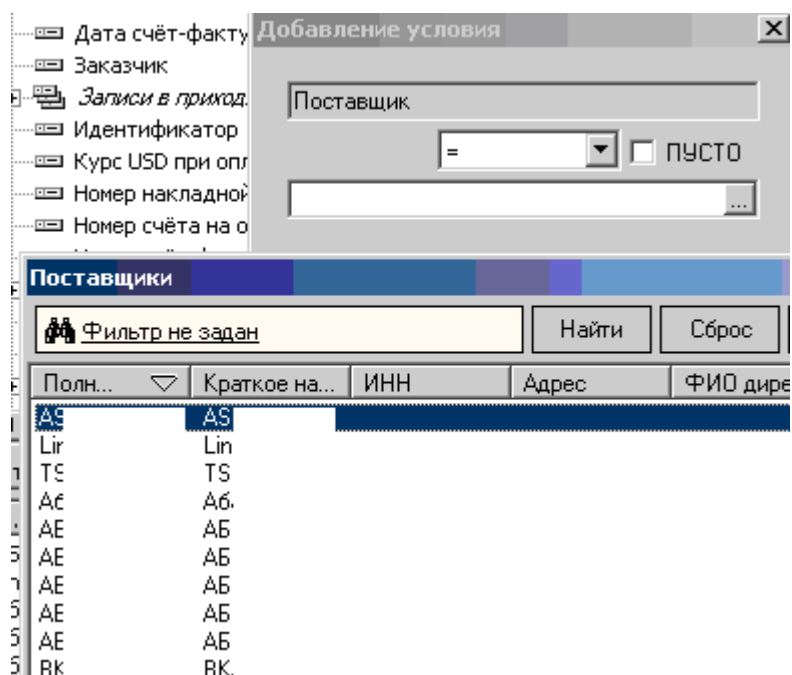 Дата счёт-факту
Заказчик
Записи в приход.
Идентификатор
Курс USD при опл
Номер накладной
Номер счёта на о
Добавление условия
Поставщик
=
ПУСТО
...
Поставщики
Фильтр не задан
Найти
Сброс
Полн...
Краткое на...
ИНН
Адрес
ФИО дире
AS AS
Lin Lin
TS TS
Аб Аб
АБ АБ
АБ АБ
АБ АБ
АБ АБ
АБ АБ
ВК ВК